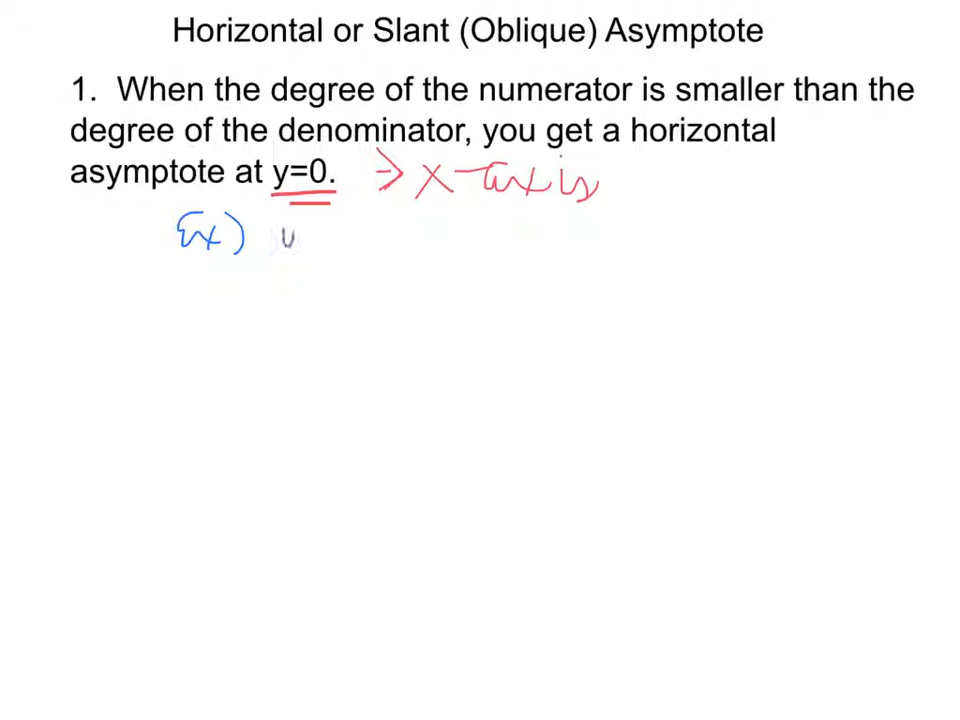 Horizontal or Slant (Oblique) Asymptote
1. When the degree of the numerator is smaller than the
degree of the denominator, you get a horizontal
asymptote at y=0. ⇒ x-axis
Ex)